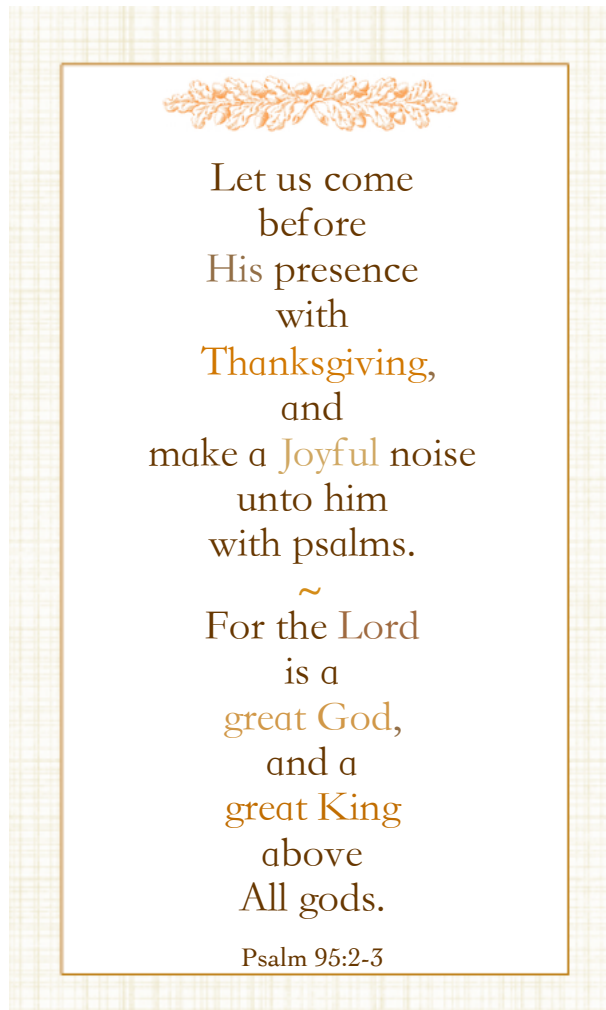 Let us come
before
His presence
with
Thanksgiving,
and
make a Joyful noise
unto him
with psalms.
~
For the Lord
is a
great God,
and a
great King
above
All gods.
Psalm 95:2-3